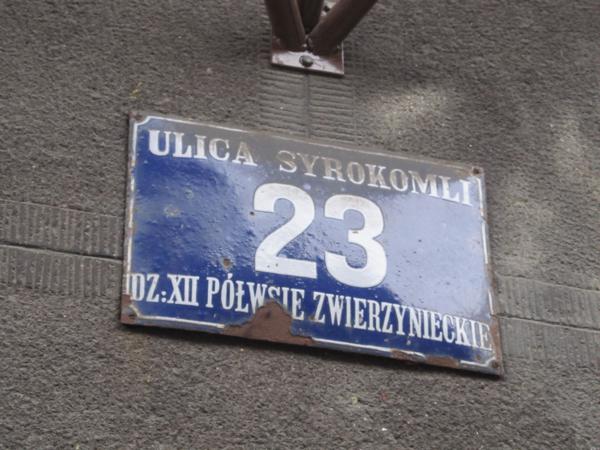 ULICA SYROKOMLI
23
DZ:XII PÓŁWSIE ZWIERZYNIECKIE